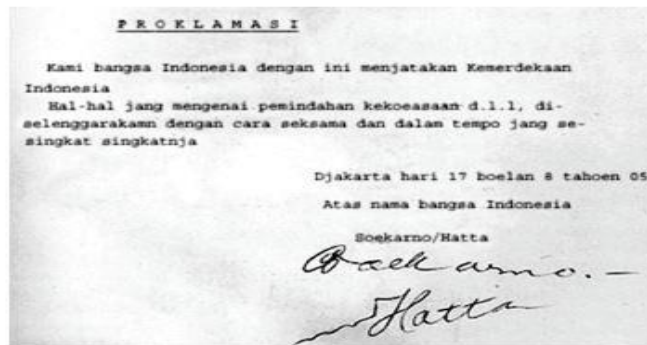 P R O K L A M A S I
Kami bangsa Indonesia dengan ini menjatakan Kemerdekaan
Indonesia
Hal-hal jang mengenai pemindahan kekoeasaan d.l.l, di-
selenggarakamn dengan cara seksama dan dalam tempo jang se-
singkat singkatnja
Djakarta hari 17 boelan 8 tahoen 05
Atas nama bangsa Indonesia
Soekarno/Hatta
Soekarno.-
Hatta